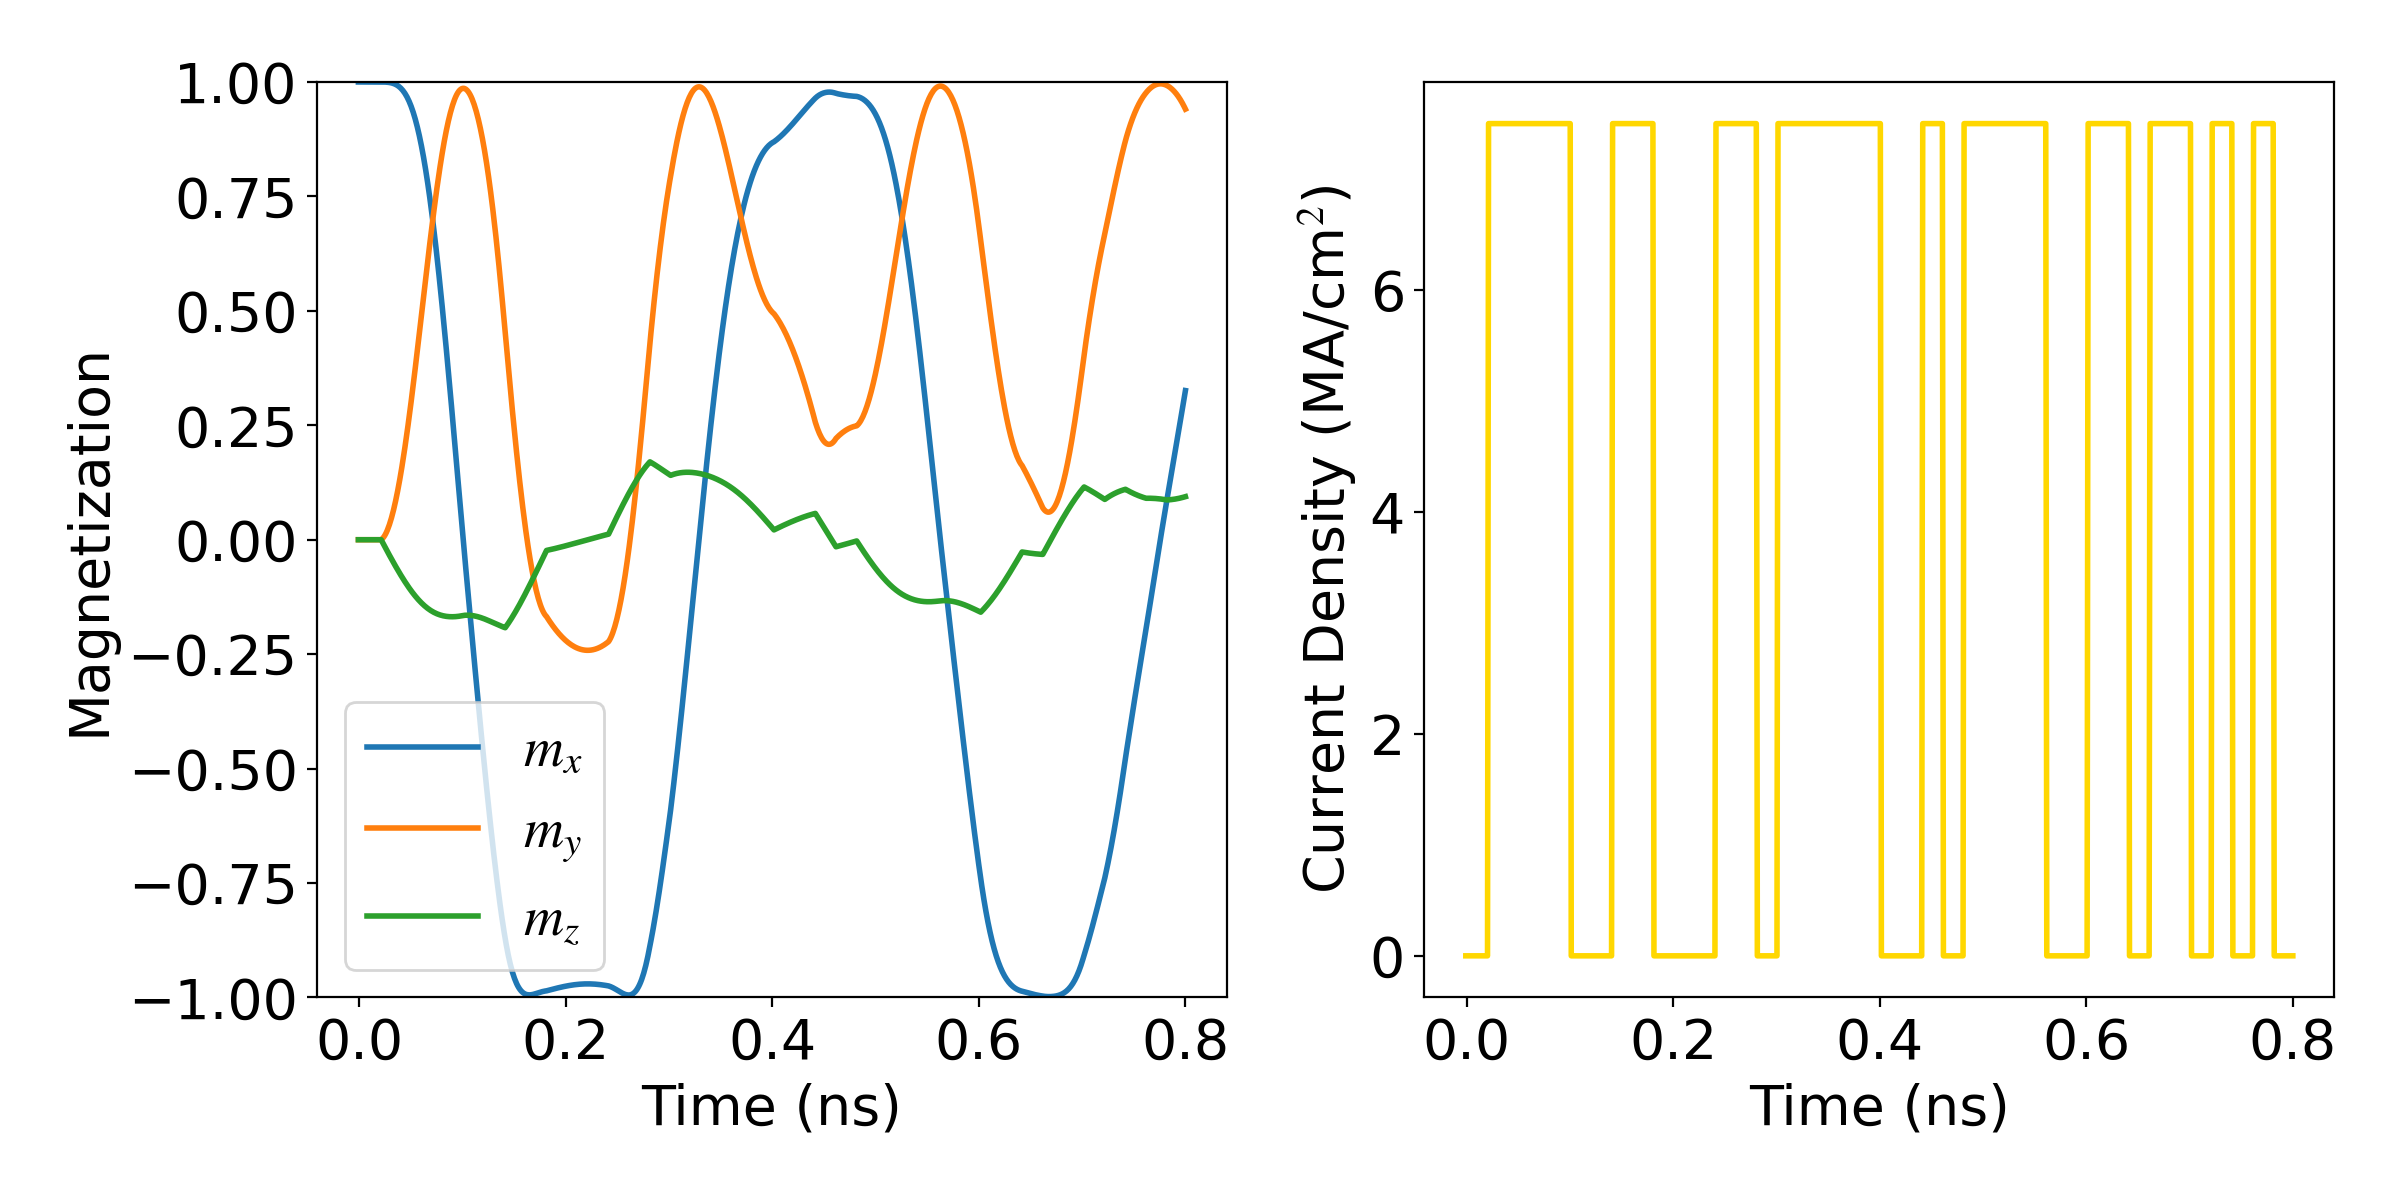 Magnetization
1.00
0.75
0.50
0.25
0.00
−0.25
−0.50
−0.75
−1.00
0.0 0.2 0.4 0.6 0.8
Time (ns)
m_x
m_y
m_z
Current Density (MA/cm²)
6
4
2
0
0.0 0.2 0.4 0.6 0.8
Time (ns)